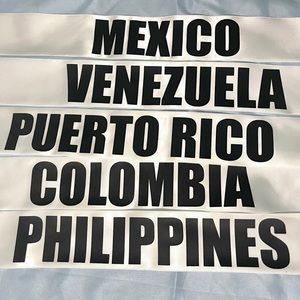 MEXICO
VENEZUELA
PUERTO RICO
COLOMBIA
PHILIPPINES